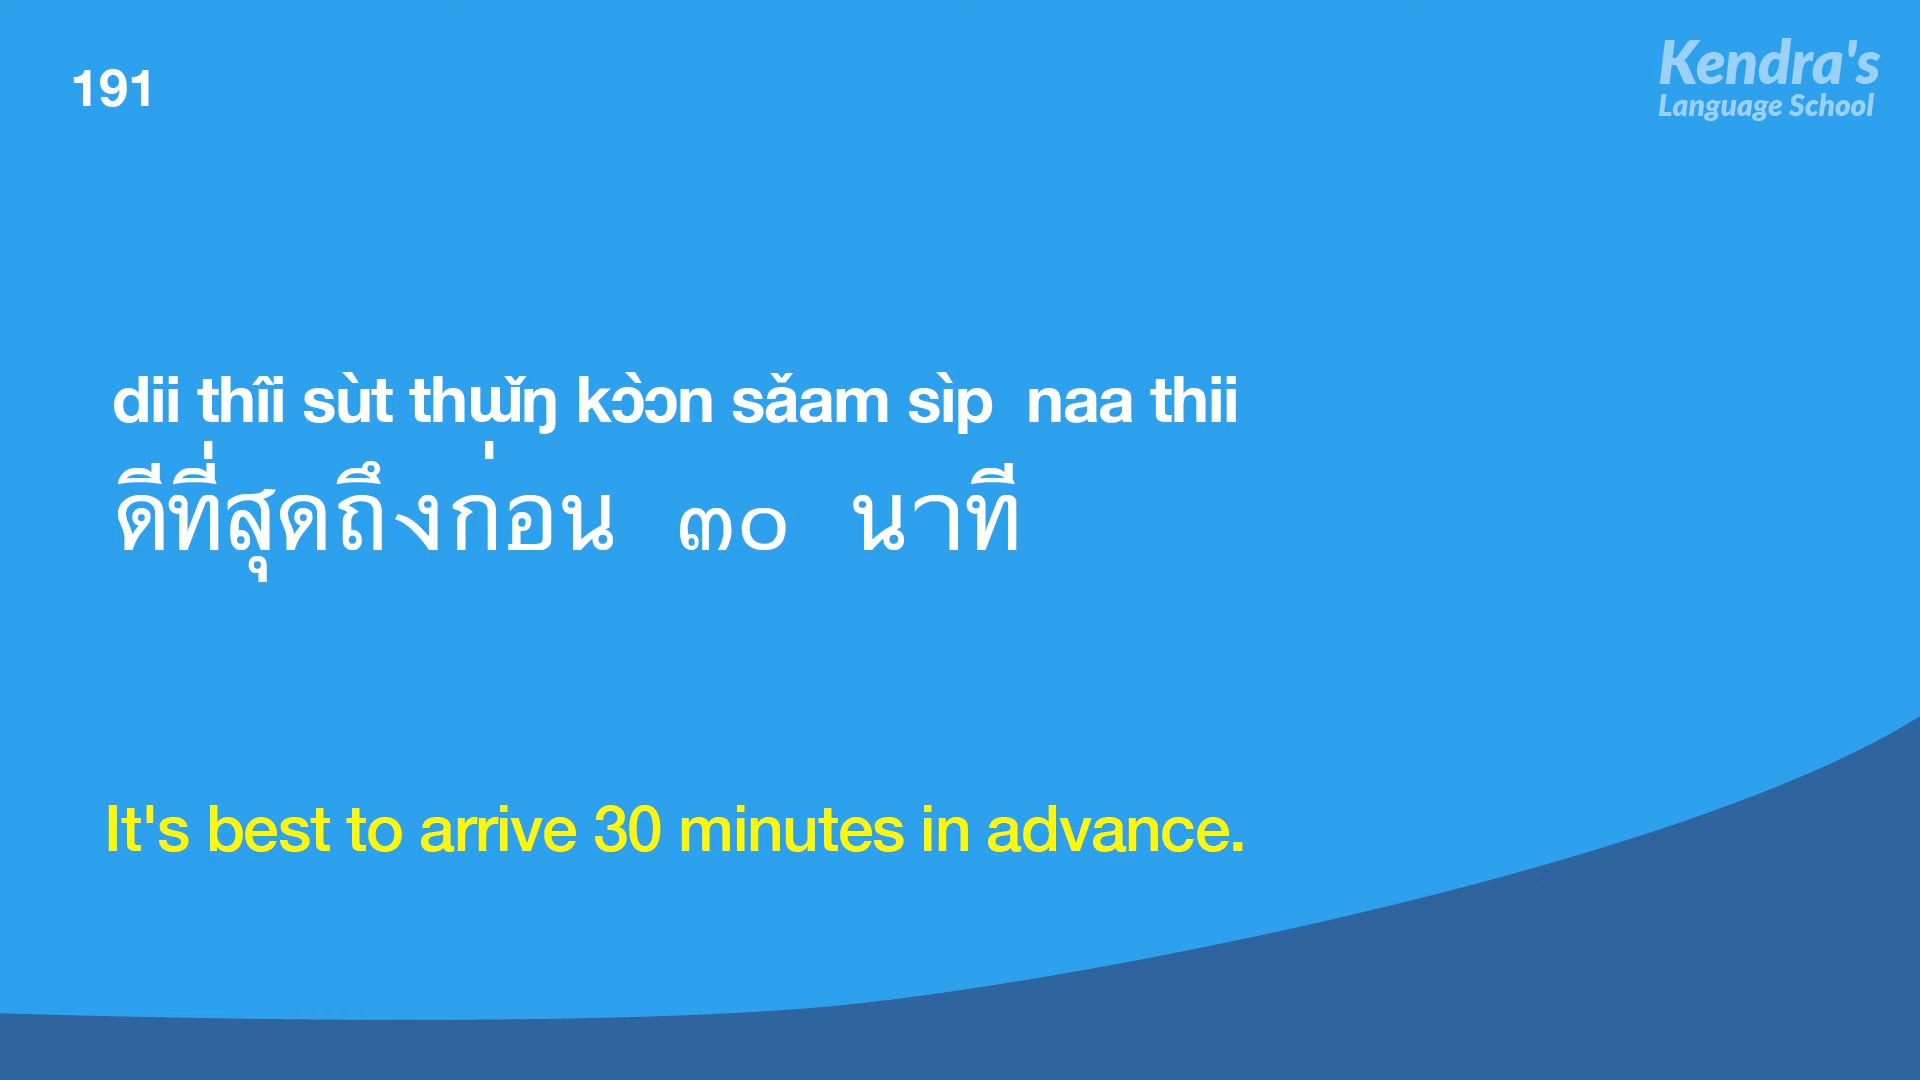 191
Kendra's
Language School
dii thîi sùt thɯ̌ŋ kɔ̀ɔn sǎam sìp  naa thii
ดีที่สุดถึงก่อน ๓๐ นาที
It's best to arrive 30 minutes in advance.